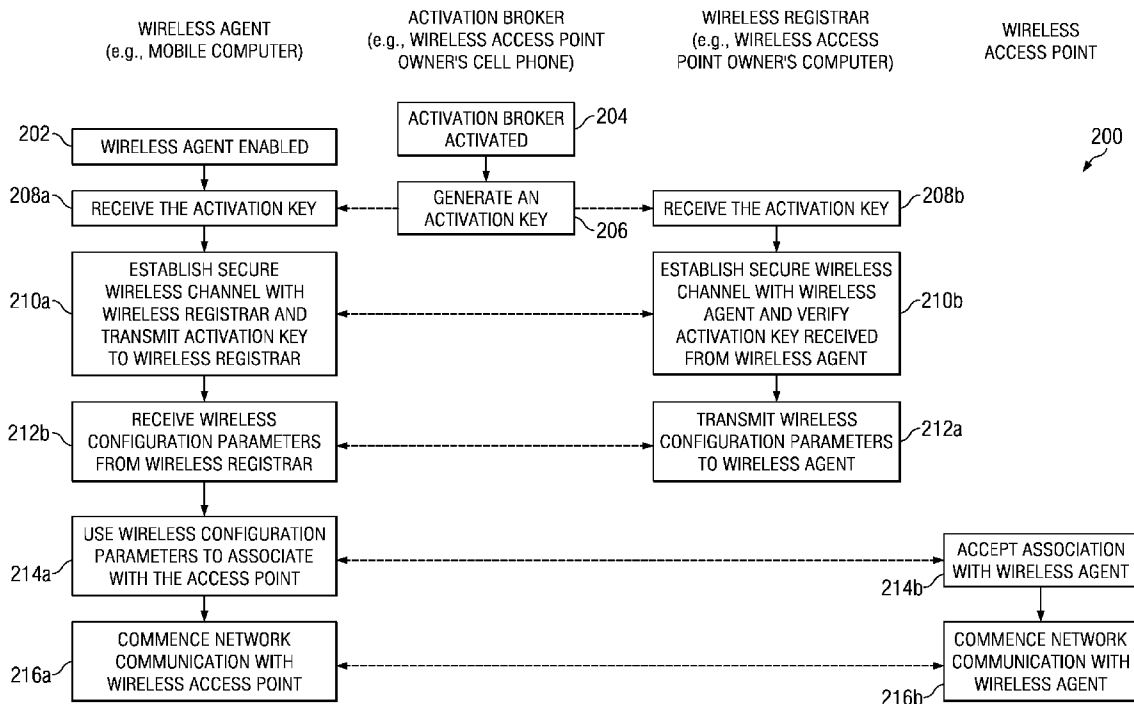 WIRELESS AGENT
(e.g., MOBILE COMPUTER)
ACTIVATION BROKER
(e.g., WIRELESS ACCESS POINT
OWNER'S CELL PHONE)
WIRELESS REGISTRAR
(e.g., WIRELESS ACCESS
POINT OWNER'S COMPUTER)
WIRELESS
ACCESS POINT
202
WIRELESS AGENT ENABLED
ACTIVATION BROKER
ACTIVATED
204
200
208a
RECEIVE THE ACTIVATION KEY
GENERATE AN
ACTIVATION KEY
206
RECEIVE THE ACTIVATION KEY
208b
210a
ESTABLISH SECURE
WIRELESS CHANNEL WITH
WIRELESS REGISTRAR AND
TRANSMIT ACTIVATION KEY
TO WIRELESS REGISTRAR
ESTABLISH SECURE WIRELESS
CHANNEL WITH WIRELESS
AGENT AND VERIFY
ACTIVATION KEY RECEIVED
FROM WIRELESS AGENT
210b
212b
RECEIVE WIRELESS
CONFIGURATION PARAMETERS
FROM WIRELESS REGISTRAR
TRANSMIT WIRELESS
CONFIGURATION PARAMETERS
TO WIRELESS AGENT
212a
214a
USE WIRELESS CONFIGURATION
PARAMETERS TO ASSOCIATE
WITH THE ACCESS POINT
ACCEPT ASSOCIATION
WITH WIRELESS AGENT
214b
216a
COMMENCE NETWORK
COMMUNICATION WITH
WIRELESS ACCESS POINT
COMMENCE NETWORK
COMMUNICATION WITH
WIRELESS AGENT
216b